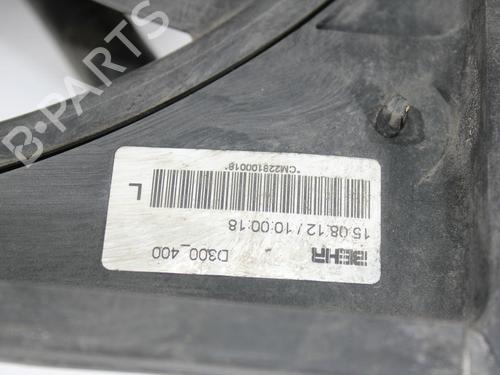 B-PARTS
D300_400
BEHR
15.08.12 / 10:00:18
L
*CM228100018*